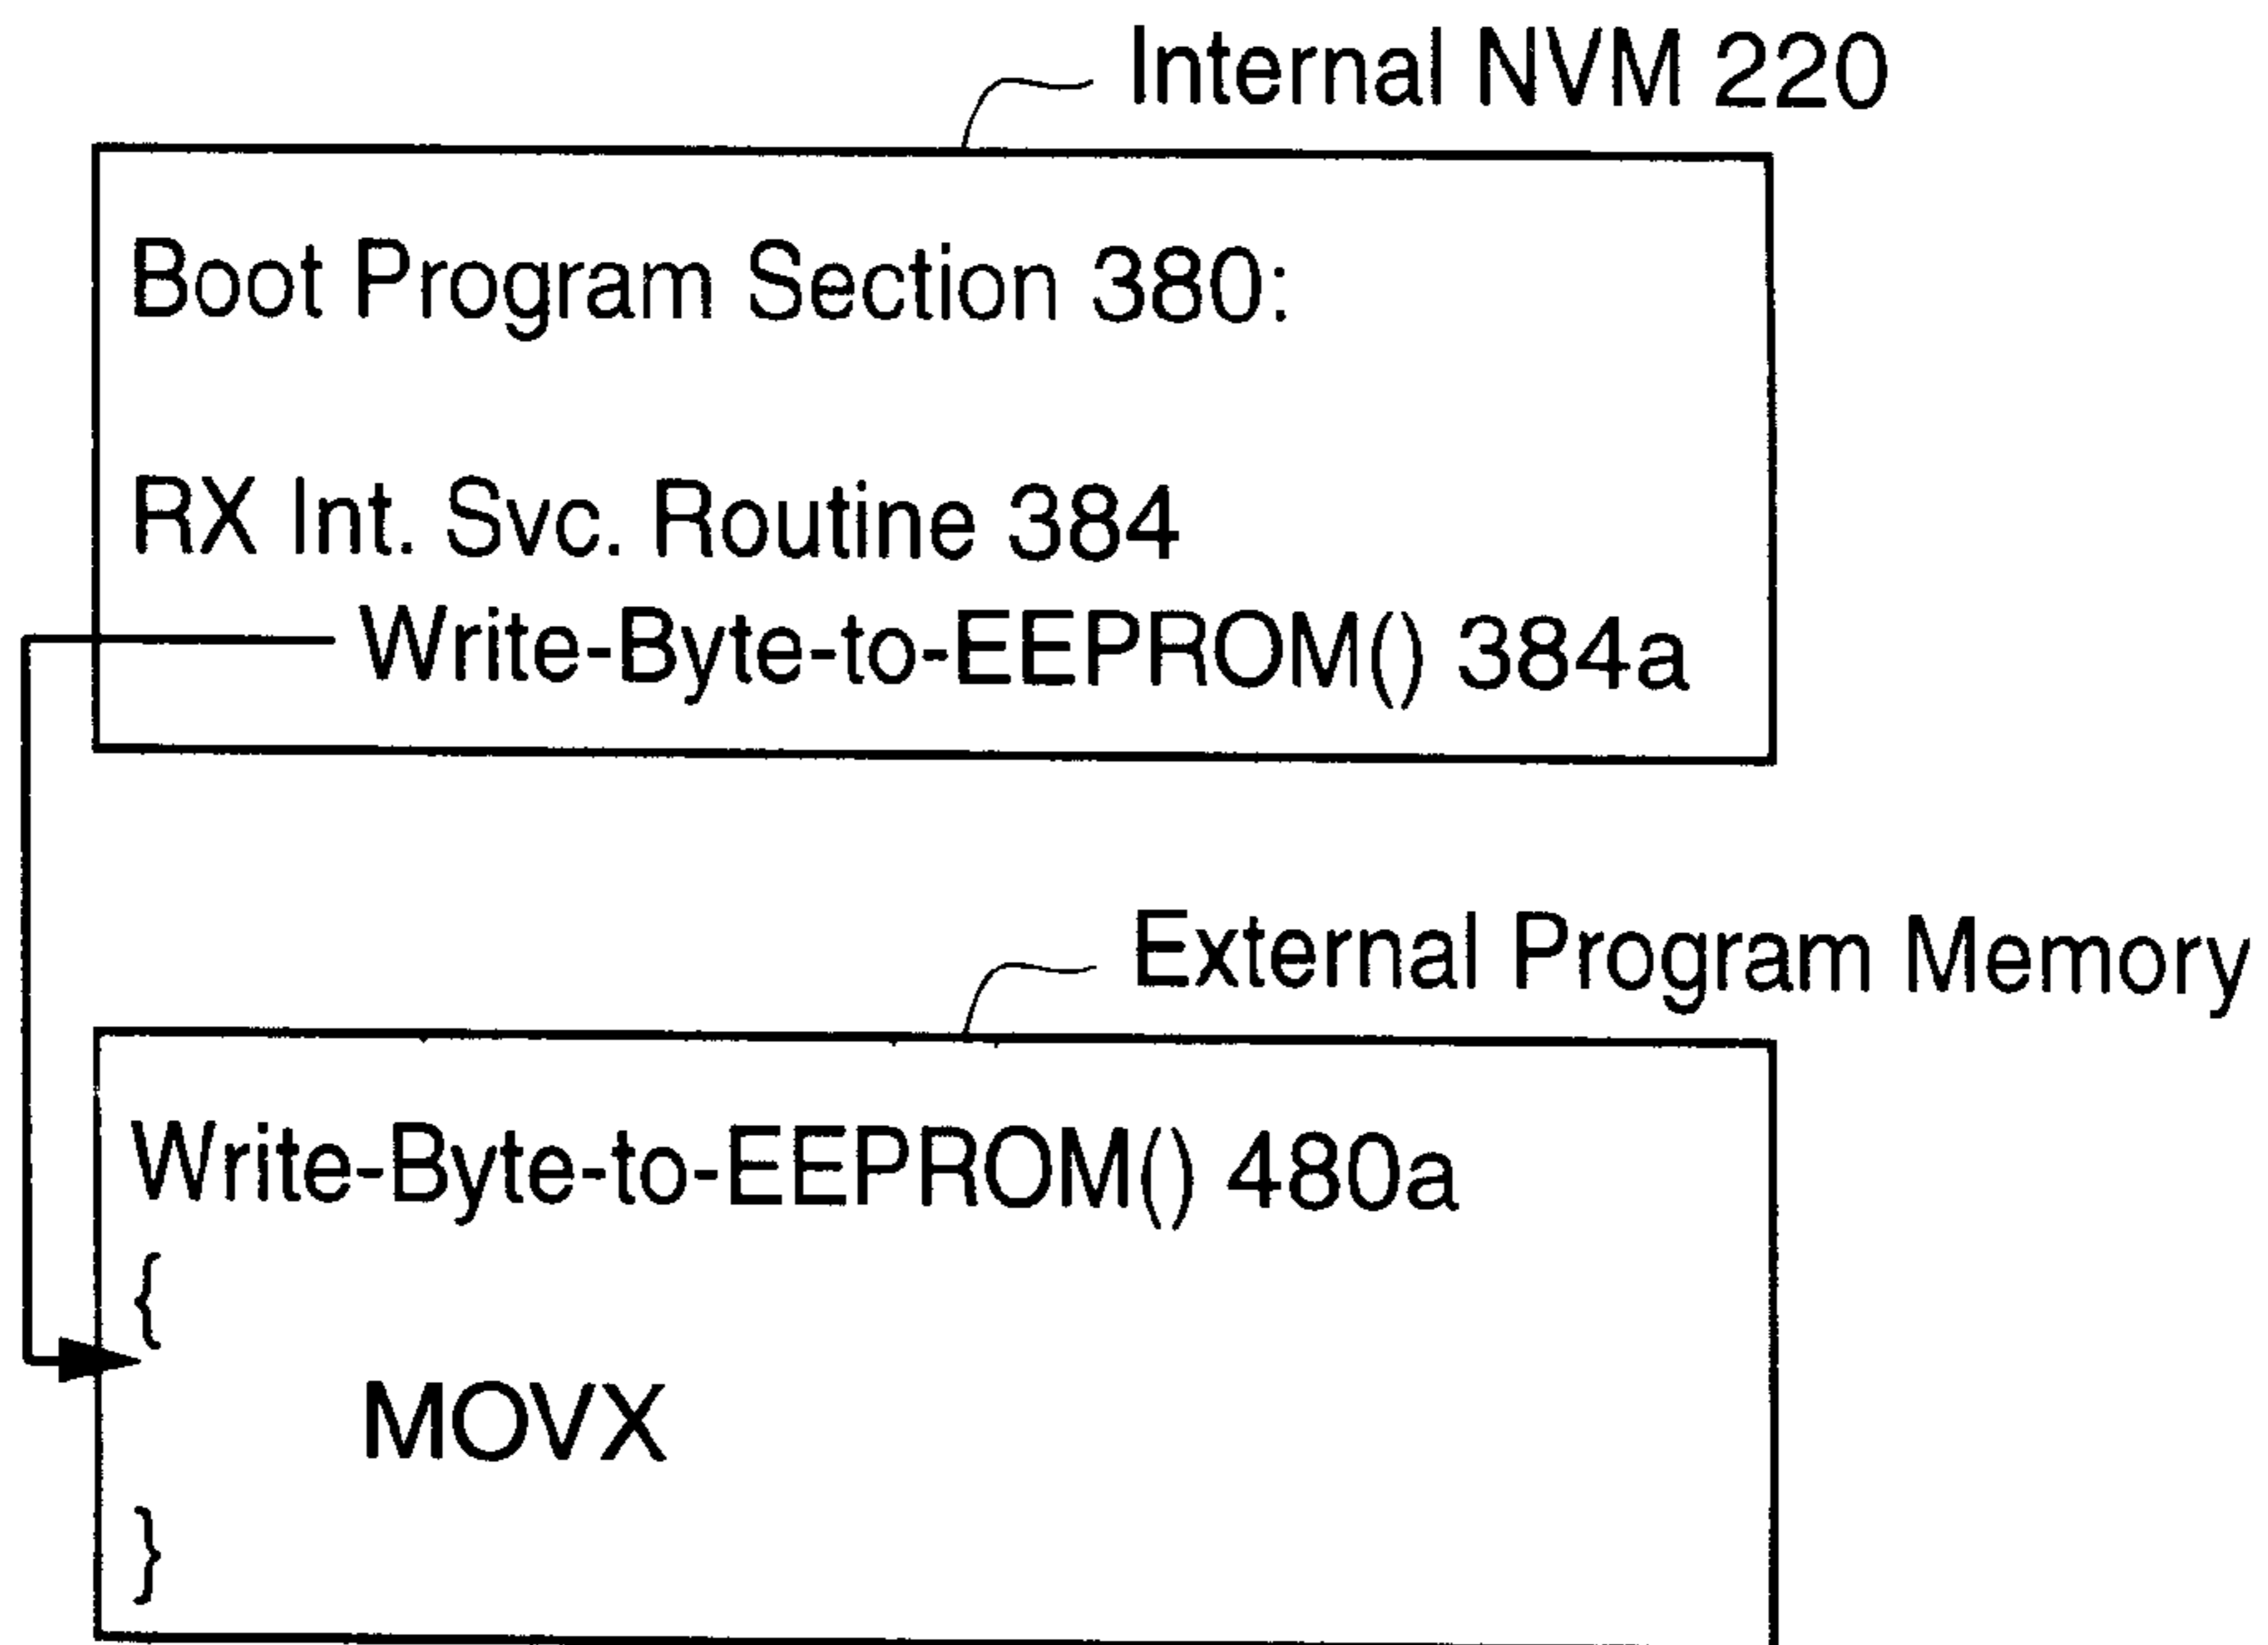 Internal NVM 220
Boot Program Section 380:
RX Int. Svc. Routine 384
Write-Byte-to-EEPROM() 384a
External Program Memory
Write-Byte-to-EEPROM() 480a
{
MOVX
}